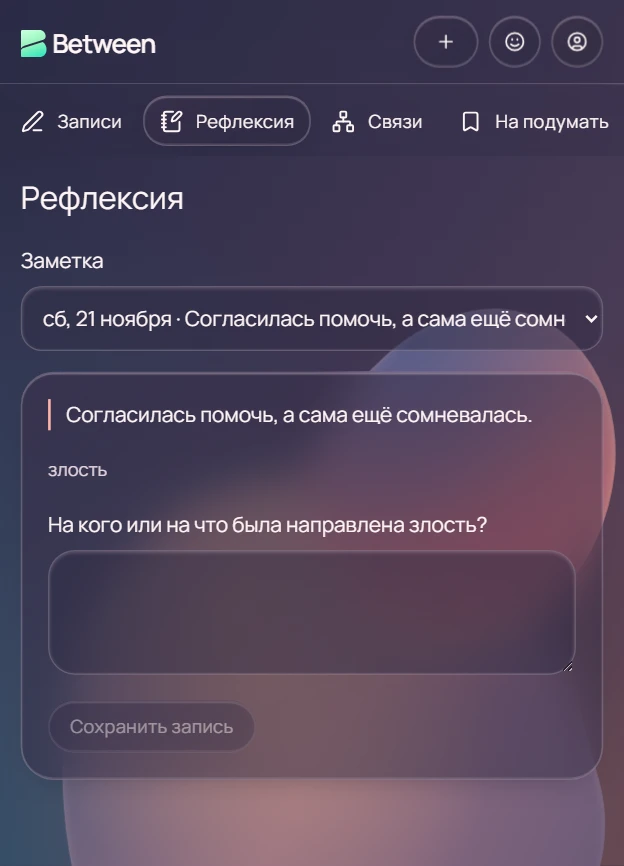 Between
Записи
Рефлексия
Связи
На подумать
Рефлексия
Заметка
сб, 21 ноября · Согласилась помочь, а сама ещё сомн
Согласилась помочь, а сама ещё сомневалась.
злость
На кого или на что была направлена злость?
Сохранить запись